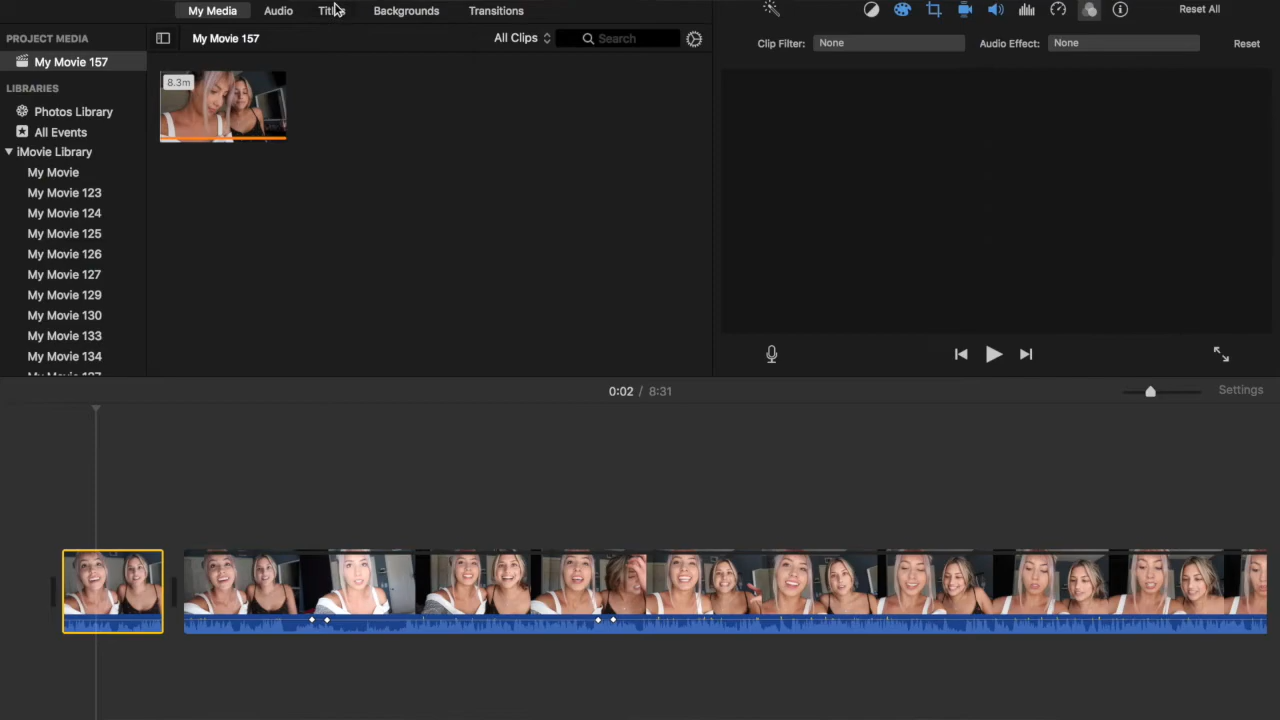 My Media Audio Titles Backgrounds Transitions Reset All
PROJECT MEDIA My Movie 157 All Clips Search Clip Filter: None Audio Effect: None Reset
My Movie 157
8.3m
LIBRARIES
Photos Library
All Events
iMovie Library
My Movie
My Movie 123
My Movie 124
My Movie 125
My Movie 126
My Movie 127
My Movie 129
My Movie 130
My Movie 133
My Movie 134
0:02 / 8:31 Settings